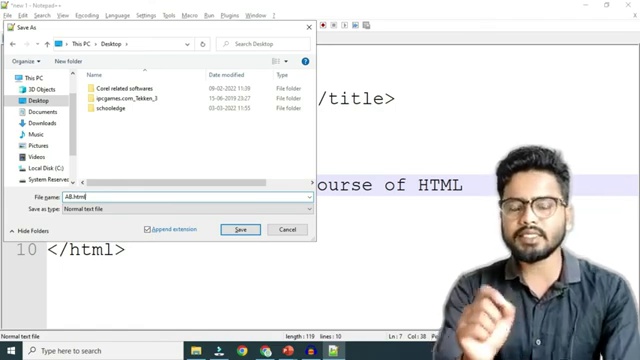 *new 1 - Notepad++
Search View Encoding Language Settings Tools Macro Run Plugins Window ?
Save As
This PC > Desktop >
Search Desktop
Organize
New folder
Name
Date modified
Type
This PC
3D Objects
Desktop
Documents
Downloads
Music
Pictures
Videos
Local Disk (C:)
System Reserved
Corel related softwares 09-02-2022 11:39 File folder
ipcgames.com_Tekken_3 15-06-2019 23:27 File folder
schooledge 03-03-2022 11:55 File folder
/title>
ourse of HTML
File name: AB.html
Save as type: Normal text file
Hide Folders
Append extension
Save
Cancel
10 </html>
Normal text file
length : 119 lines : 10
Ln : 7 Col : 38
Type here to search